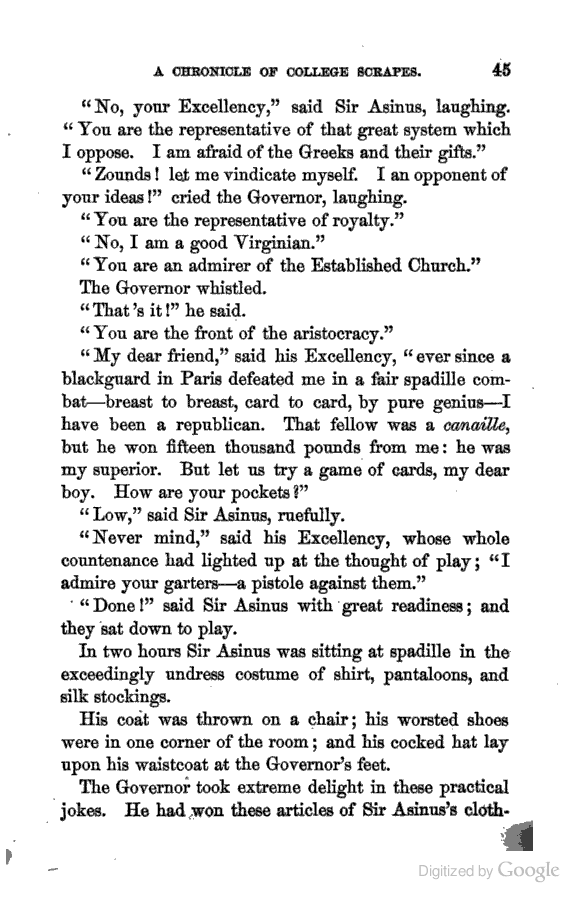 A CHRONICLE OF COLLEGE SCRAPES. 45
"No, your Excellency," said Sir Asinus, laughing.
"You are the representative of that great system which
I oppose. I am afraid of the Greeks and their gifts."
"Zounds! let me vindicate myself. I an opponent of
your ideas!" cried the Governor, laughing.
"You are the representative of royalty."
"No, I am a good Virginian."
"You are an admirer of the Established Church."
The Governor whistled.
"That's it!" he said.
"You are the front of the aristocracy."
"My dear friend," said his Excellency, "ever since a
blackguard in Paris defeated me in a fair spadille com-
bat—breast to breast, card to card, by pure genius—I
have been a republican. That fellow was a canaille,
but he won fifteen thousand pounds from me: he was
my superior. But let us try a game of cards, my dear
boy. How are your pockets?"
"Low," said Sir Asinus, ruefully.
"Never mind," said his Excellency, whose whole
countenance had lighted up at the thought of play; "I
admire your garters—a pistole against them."
"Done!" said Sir Asinus with great readiness; and
they sat down to play.
In two hours Sir Asinus was sitting at spadille in the
exceedingly undress costume of shirt, pantaloons, and
silk stockings.
His coat was thrown on a chair; his worsted shoes
were in one corner of the room; and his cocked hat lay
upon his waistcoat at the Governor's feet.
The Governor took extreme delight in these practical
jokes. He had won these articles of Sir Asinus's cloth-
Digitized by Google